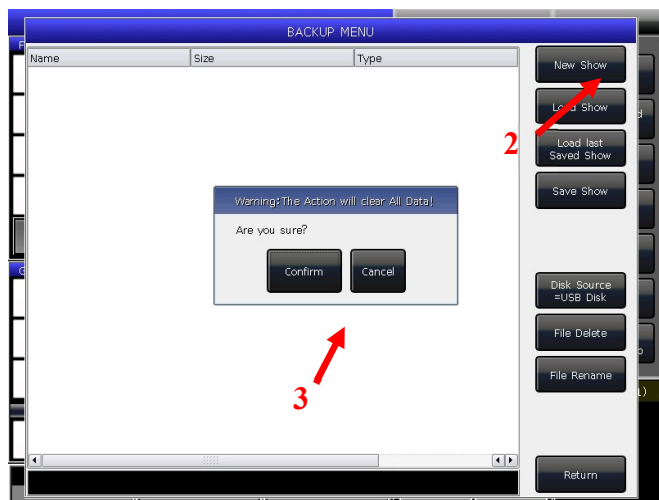 BACKUP MENU
Name Size Type
New Show
Load Show
2
Load last
Saved Show
Save Show
Warning:The Action will clear All Data!
Are you sure?
Confirm Cancel
Disk Source
=USB Disk
File Delete
File Rename
3
Return